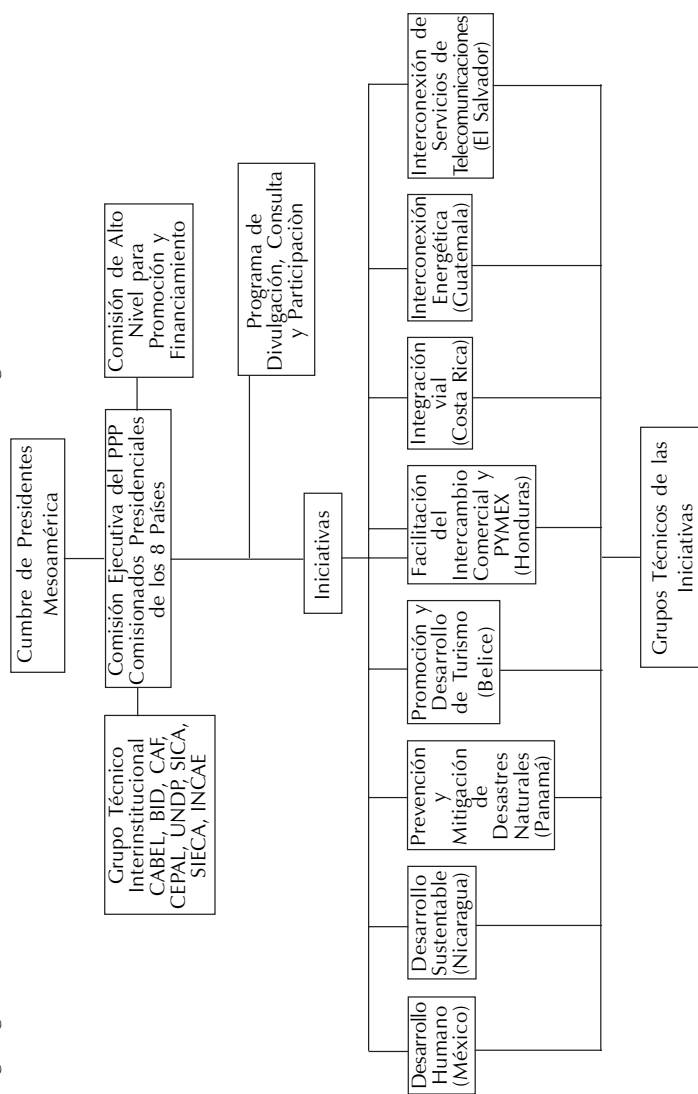 Cumbre de Presidentes
Mesoamérica
Grupo Técnico
Interinstitucional
CABEL, BID, CAF,
CEPAL, UNDP, SICA,
SIECA, INCAE
Comisión Ejecutiva del PPP
Comisionados Presidenciales
de los 8 Países
Comisión de Alto
Nivel para
Promoción y
Financiamiento
Programa de
Divulgación, Consulta
y Participaciòn
Iniciativas
Desarrollo
Humano
(México)
Desarrollo
Sustentable
(Nicaragua)
Prevención
y
Mitigación
de
Desastres
Naturales
(Panamá)
Promoción y
Desarrollo
de Turismo
(Belice)
Facilitación
del
Intercambio
Comercial y
PYMEX
(Honduras)
Integración
vial
(Costa Rica)
Interconexión
Energética
(Guatemala)
Interconexión de
Servicios de
Telecomunicaciones
(El Salvador)
Grupos Técnicos de las
Iniciativas